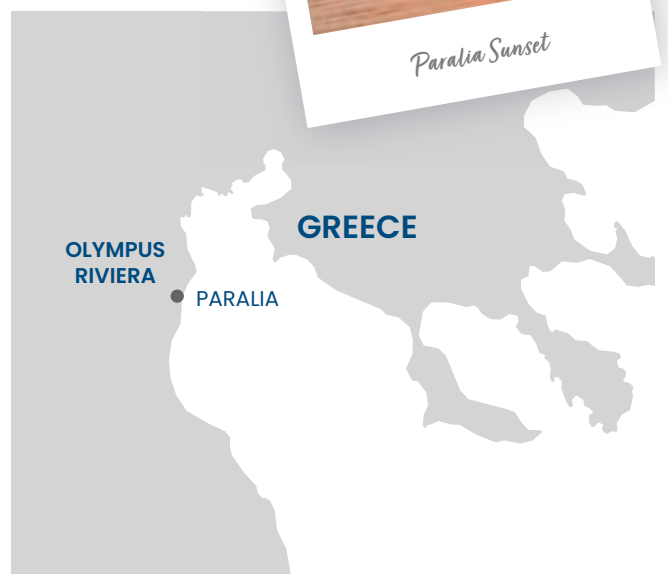 Paralia Sunset
GREECE
OLYMPUS
RIVIERA
PARALIA